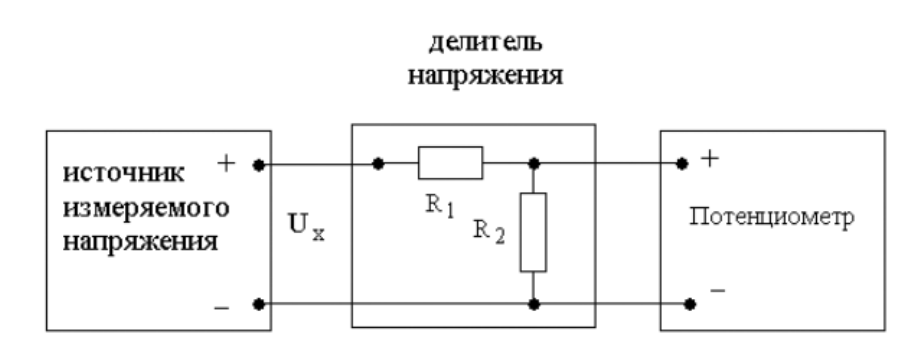 делитель
напряжения
источник
измеряемого
напряжения
+
–
U x
R 1
R 2
+
Потенциометр
–